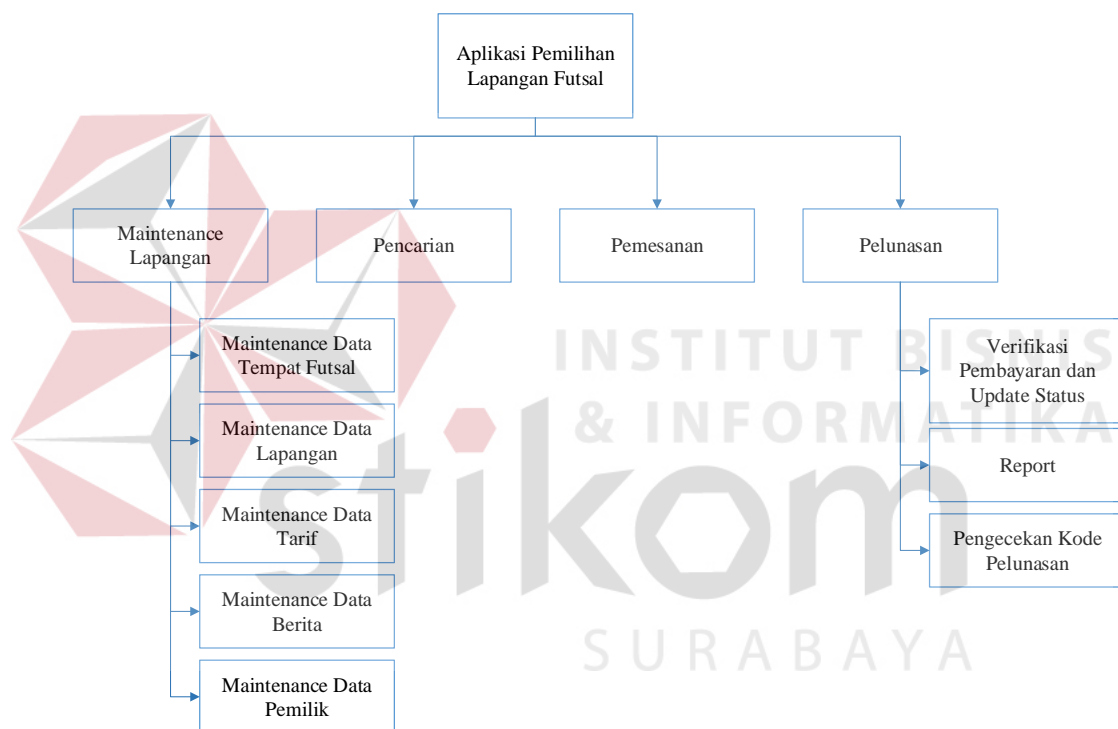 Aplikasi Pemilihan
Lapangan Futsal
Maintenance
Lapangan
Pencarian
Pemesanan
Pelunasan
Maintenance Data
Tempat Futsal
Maintenance Data
Lapangan
Maintenance Data
Tarif
Maintenance Data
Berita
Maintenance Data
Pemilik
Verifikasi
Pembayaran dan
Update Status
Report
Pengecekan Kode
Pelunasan
INSTITUT BISNIS
& INFORMATIKA
stikom
SURABAYA